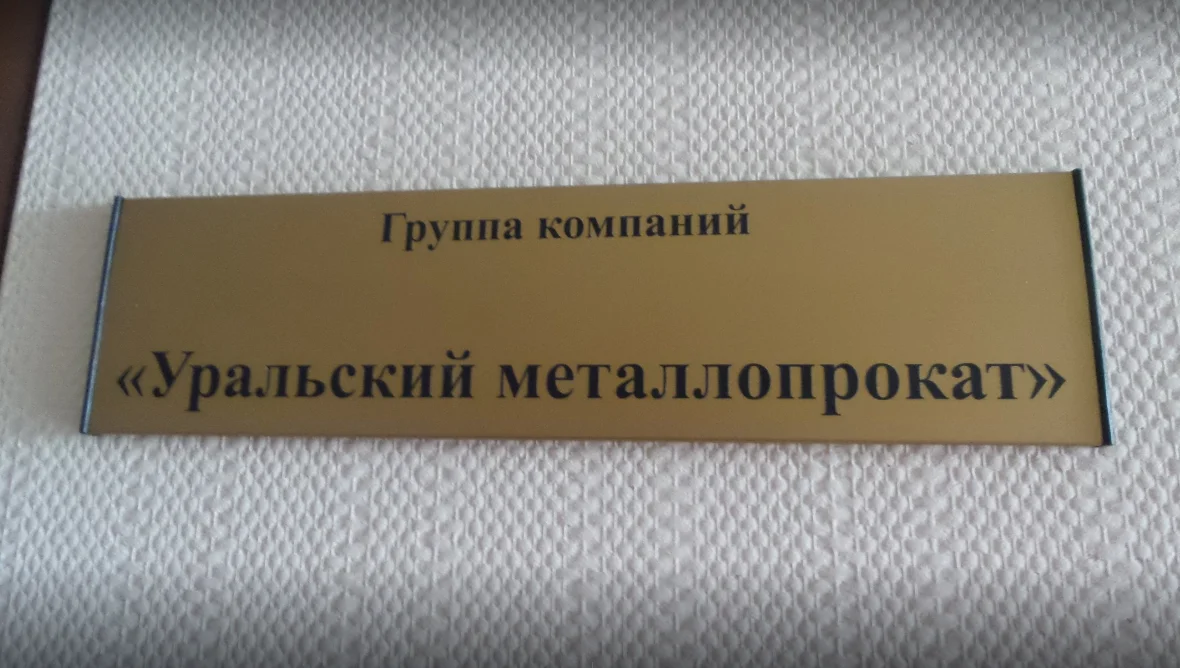 Группа компаний
«Уральский металлопрокат»